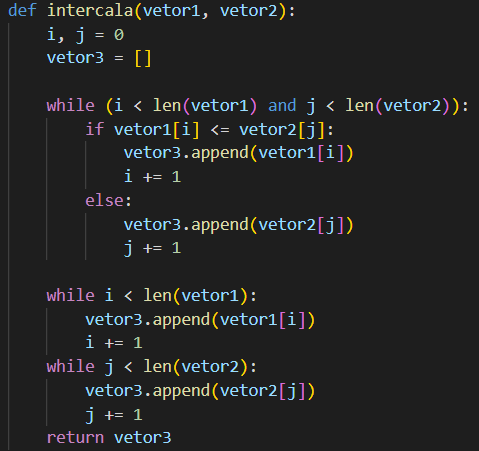 def intercala(vetor1, vetor2):
    i, j = 0
    vetor3 = []

    while (i < len(vetor1) and j < len(vetor2)):
        if vetor1[i] <= vetor2[j]:
            vetor3.append(vetor1[i])
            i += 1
        else:
            vetor3.append(vetor2[j])
            j += 1

    while i < len(vetor1):
        vetor3.append(vetor1[i])
        i += 1
    while j < len(vetor2):
        vetor3.append(vetor2[j])
        j += 1
    return vetor3